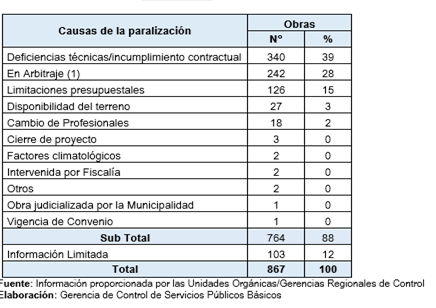 Causas de la paralización
Obras
Nº
%
Deficiencias técnicas/incumplimiento contractual 340 39
En Arbitraje (1) 242 28
Limitaciones presupuestales 126 15
Disponibilidad del terreno 27 3
Cambio de Profesionales 18 2
Cierre de proyecto 3 0
Factores climatológicos 2 0
Intervenida por Fiscalía 2 0
Otros 2 0
Obra judicializada por la Municipalidad 1 0
Vigencia de Convenio 1 0
Sub Total 764 88
Información Limitada 103 12
Total 867 100
Fuente: Información proporcionada por las Unidades Orgánicas/Gerencias Regionales de Control
Elaboración: Gerencia de Control de Servicios Públicos Básicos